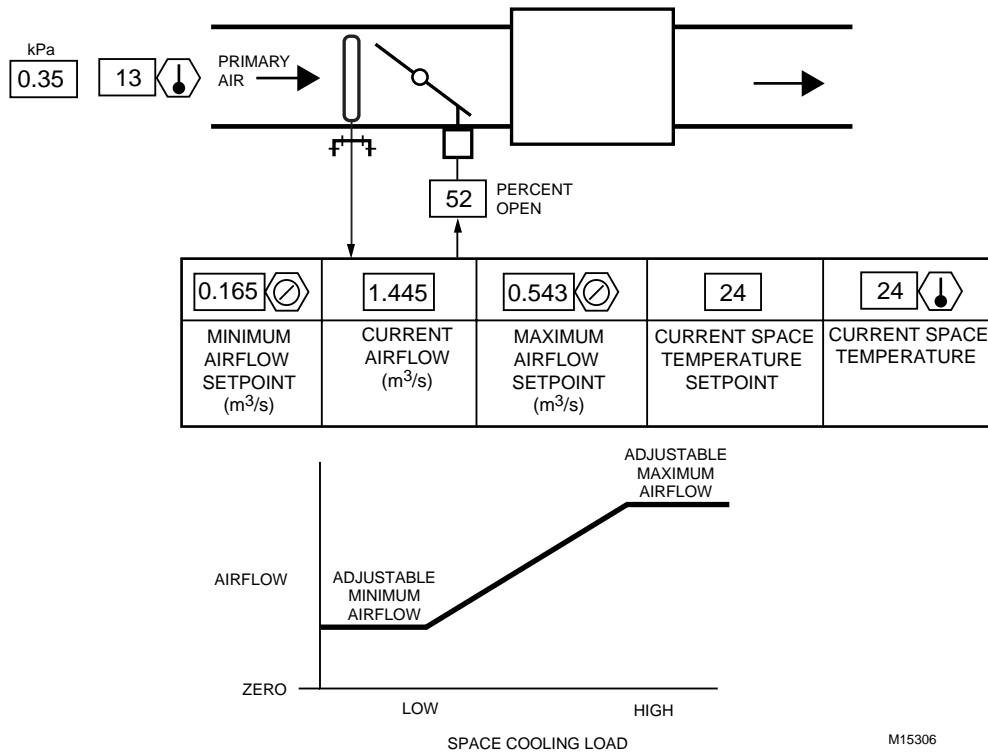 kPa
0.35
13
PRIMARY
AIR
52
PERCENT
OPEN
0.165
1.445
0.543
24
24
MINIMUM
AIRFLOW
SETPOINT
(m³/s)
CURRENT
AIRFLOW
(m³/s)
MAXIMUM
AIRFLOW
SETPOINT
(m³/s)
CURRENT SPACE
TEMPERATURE
SETPOINT
CURRENT SPACE
TEMPERATURE
ADJUSTABLE
MAXIMUM
AIRFLOW
AIRFLOW
ADJUSTABLE
MINIMUM
AIRFLOW
ZERO
LOW
HIGH
SPACE COOLING LOAD
M15306